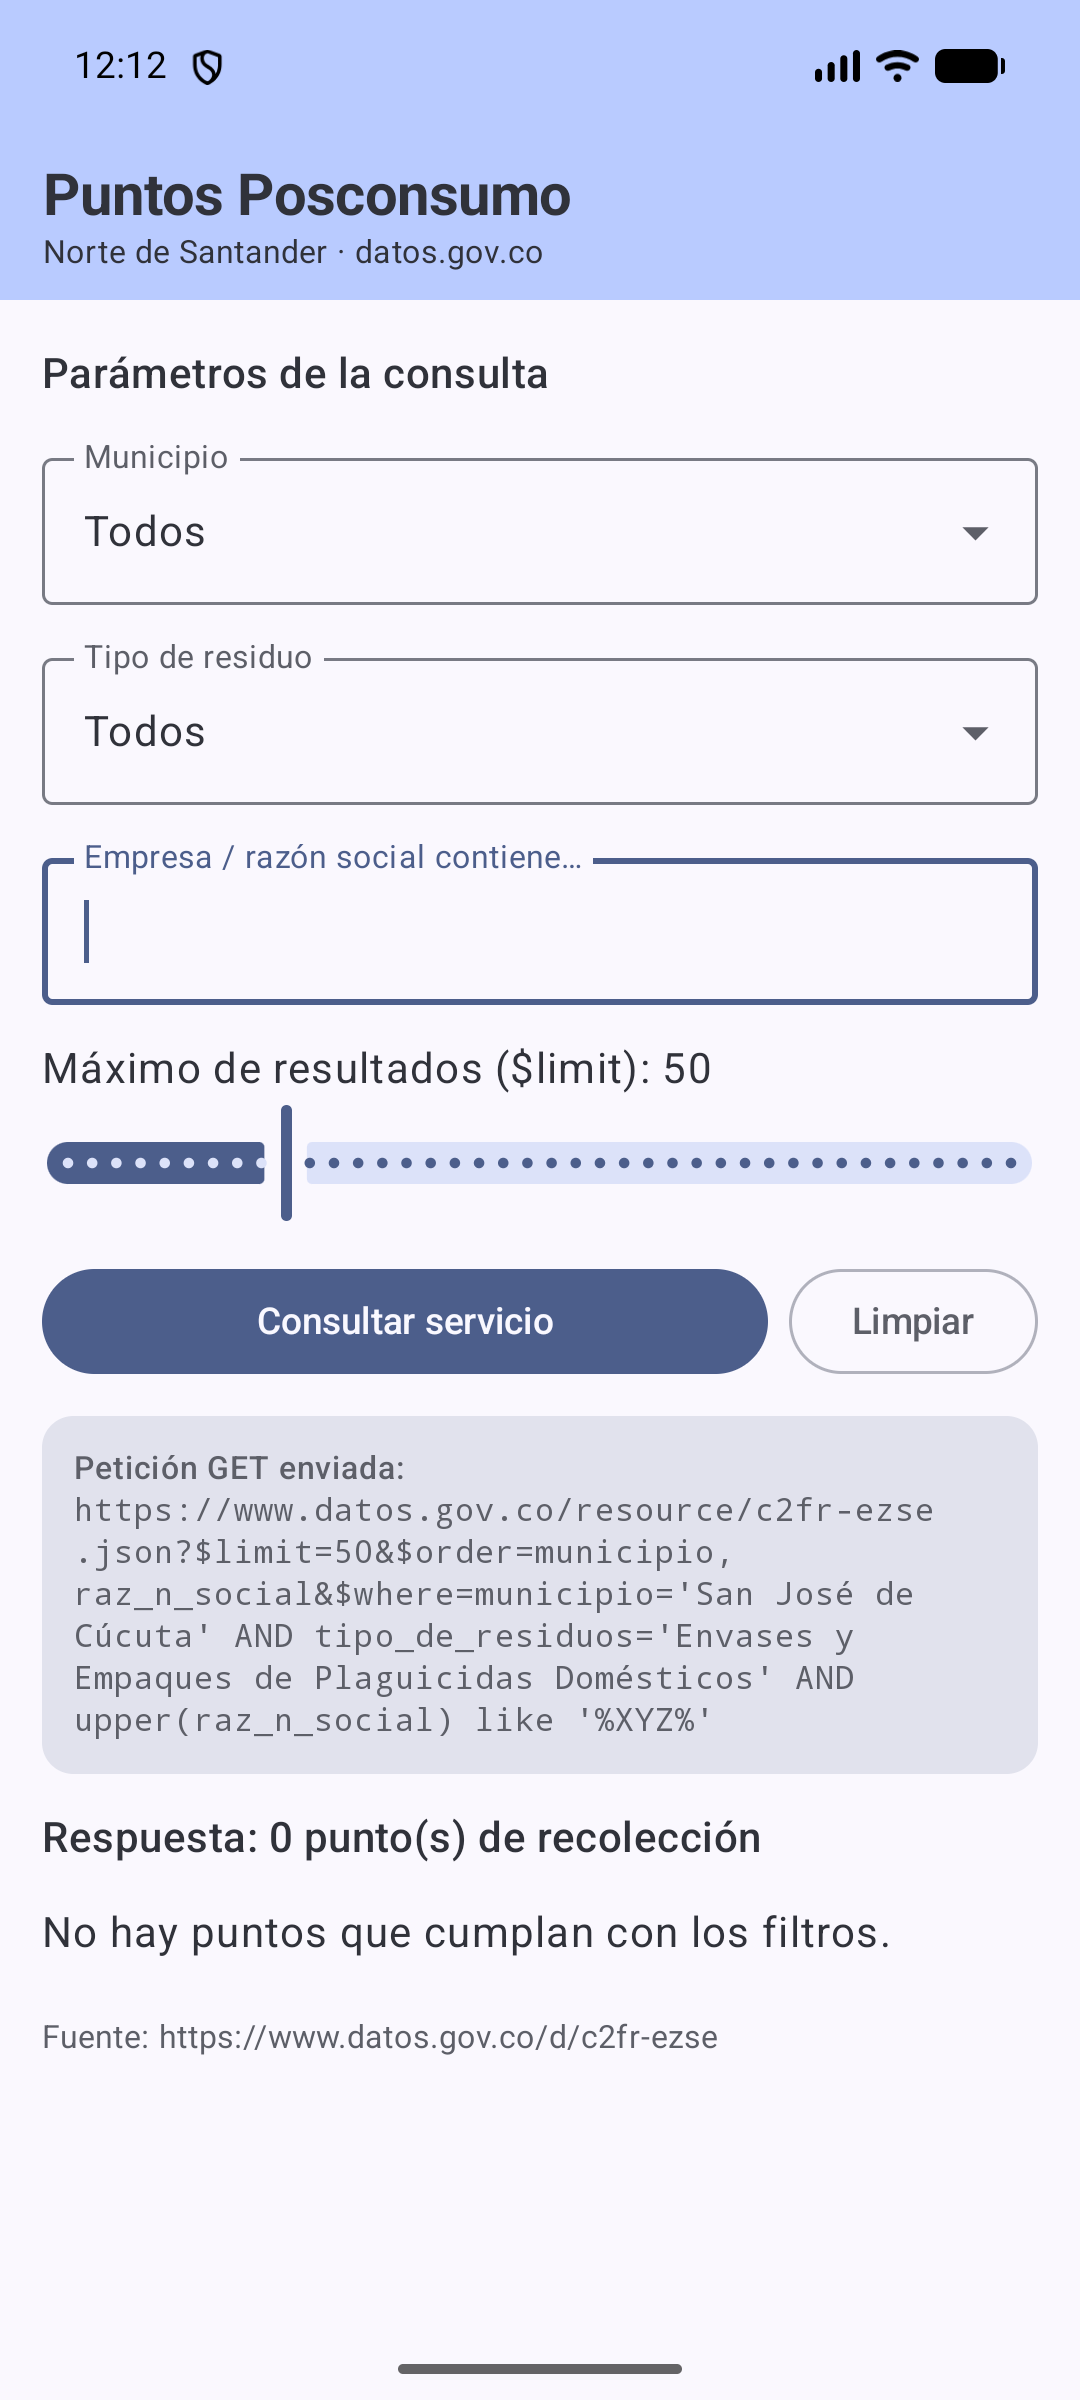 12:12
Puntos Posconsumo
Norte de Santander · datos.gov.co
Parámetros de la consulta
Municipio
Todos
Tipo de residuo
Todos
Empresa / razón social contiene…
Máximo de resultados ($limit): 50
Consultar servicio
Limpiar
Petición GET enviada:
https://www.datos.gov.co/resource/c2fr-ezse
.json?$limit=50&$order=municipio,
raz_n_social&$where=municipio='San José de
Cúcuta' AND tipo_de_residuos='Envases y
Empaques de Plaguicidas Domésticos' AND
upper(raz_n_social) like '%XYZ%'
Respuesta: 0 punto(s) de recolección
No hay puntos que cumplan con los filtros.
Fuente: https://www.datos.gov.co/d/c2fr-ezse